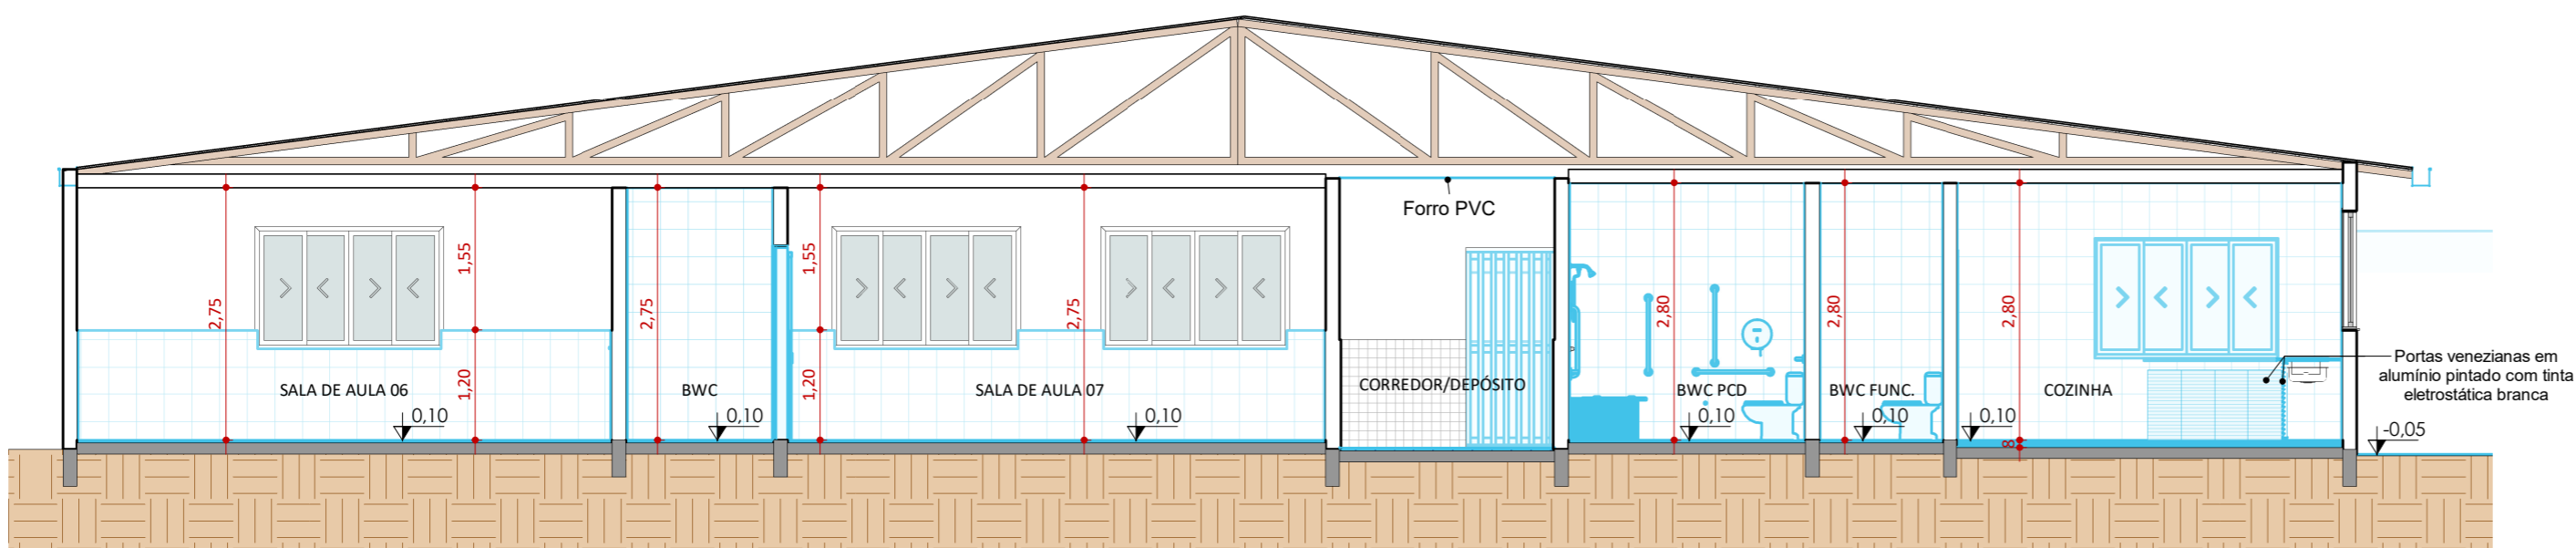 Forro PVC
2,75
1,55
1,20
SALA DE AULA 06
0,10
2,75
BWC
0,10
1,55
1,20
2,75
SALA DE AULA 07
0,10
CORREDOR/DEPÓSITO
2,80
BWC PCD
0,10
2,80
BWC FUNC.
0,10
2,80
COZINHA
0,10
8
Portas venezianas em
alumínio pintado com tinta
eletrostática branca
-0,05